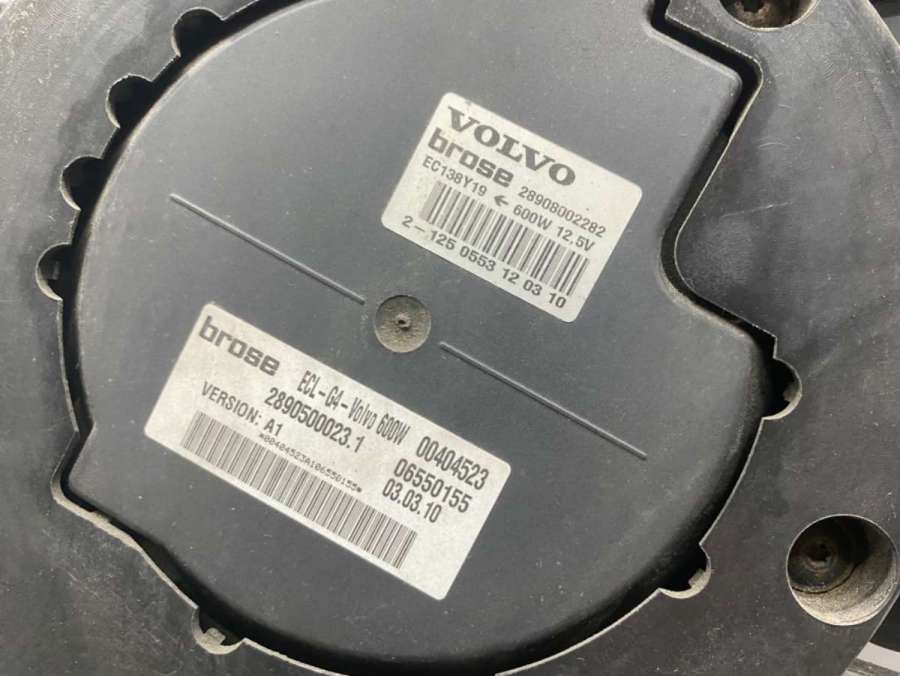 VOLVO
brose 28908002282
EC138Y19 ← 600W 12.5V
2-125 0553 12 03 10
brose ECL-G4-Volvo 600W 00404523
2890500023.1 06550155
VERSION: A1 03.03.10
*00404523A106550155*